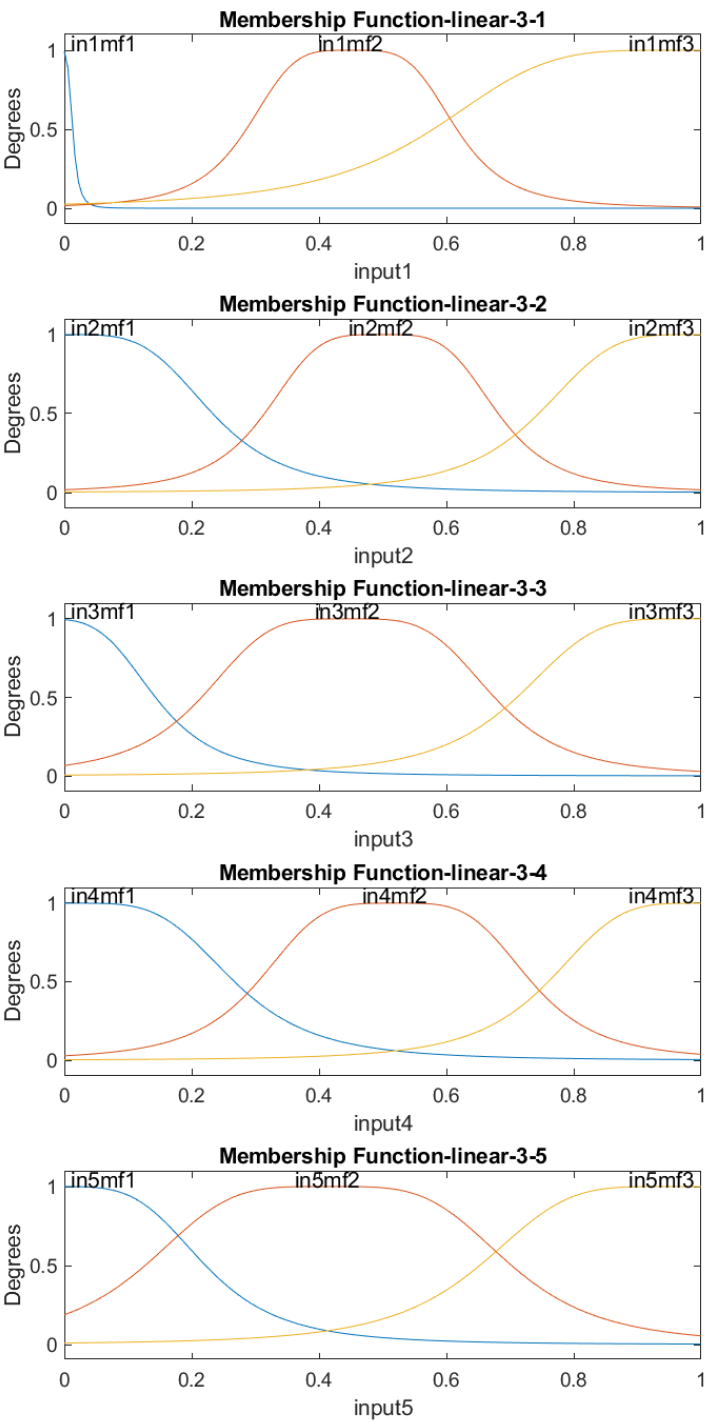 Membership Function-linear-3-1
in1mf1 in1mf2 in1mf3
1
0.5
0
Degrees
0 0.2 0.4 0.6 0.8 1
input1
Membership Function-linear-3-2
in2mf1 in2mf2 in2mf3
1
0.5
0
Degrees
0 0.2 0.4 0.6 0.8 1
input2
Membership Function-linear-3-3
in3mf1 in3mf2 in3mf3
1
0.5
0
Degrees
0 0.2 0.4 0.6 0.8 1
input3
Membership Function-linear-3-4
in4mf1 in4mf2 in4mf3
1
0.5
0
Degrees
0 0.2 0.4 0.6 0.8 1
input4
Membership Function-linear-3-5
in5mf1 in5mf2 in5mf3
1
0.5
0
Degrees
0 0.2 0.4 0.6 0.8 1
input5